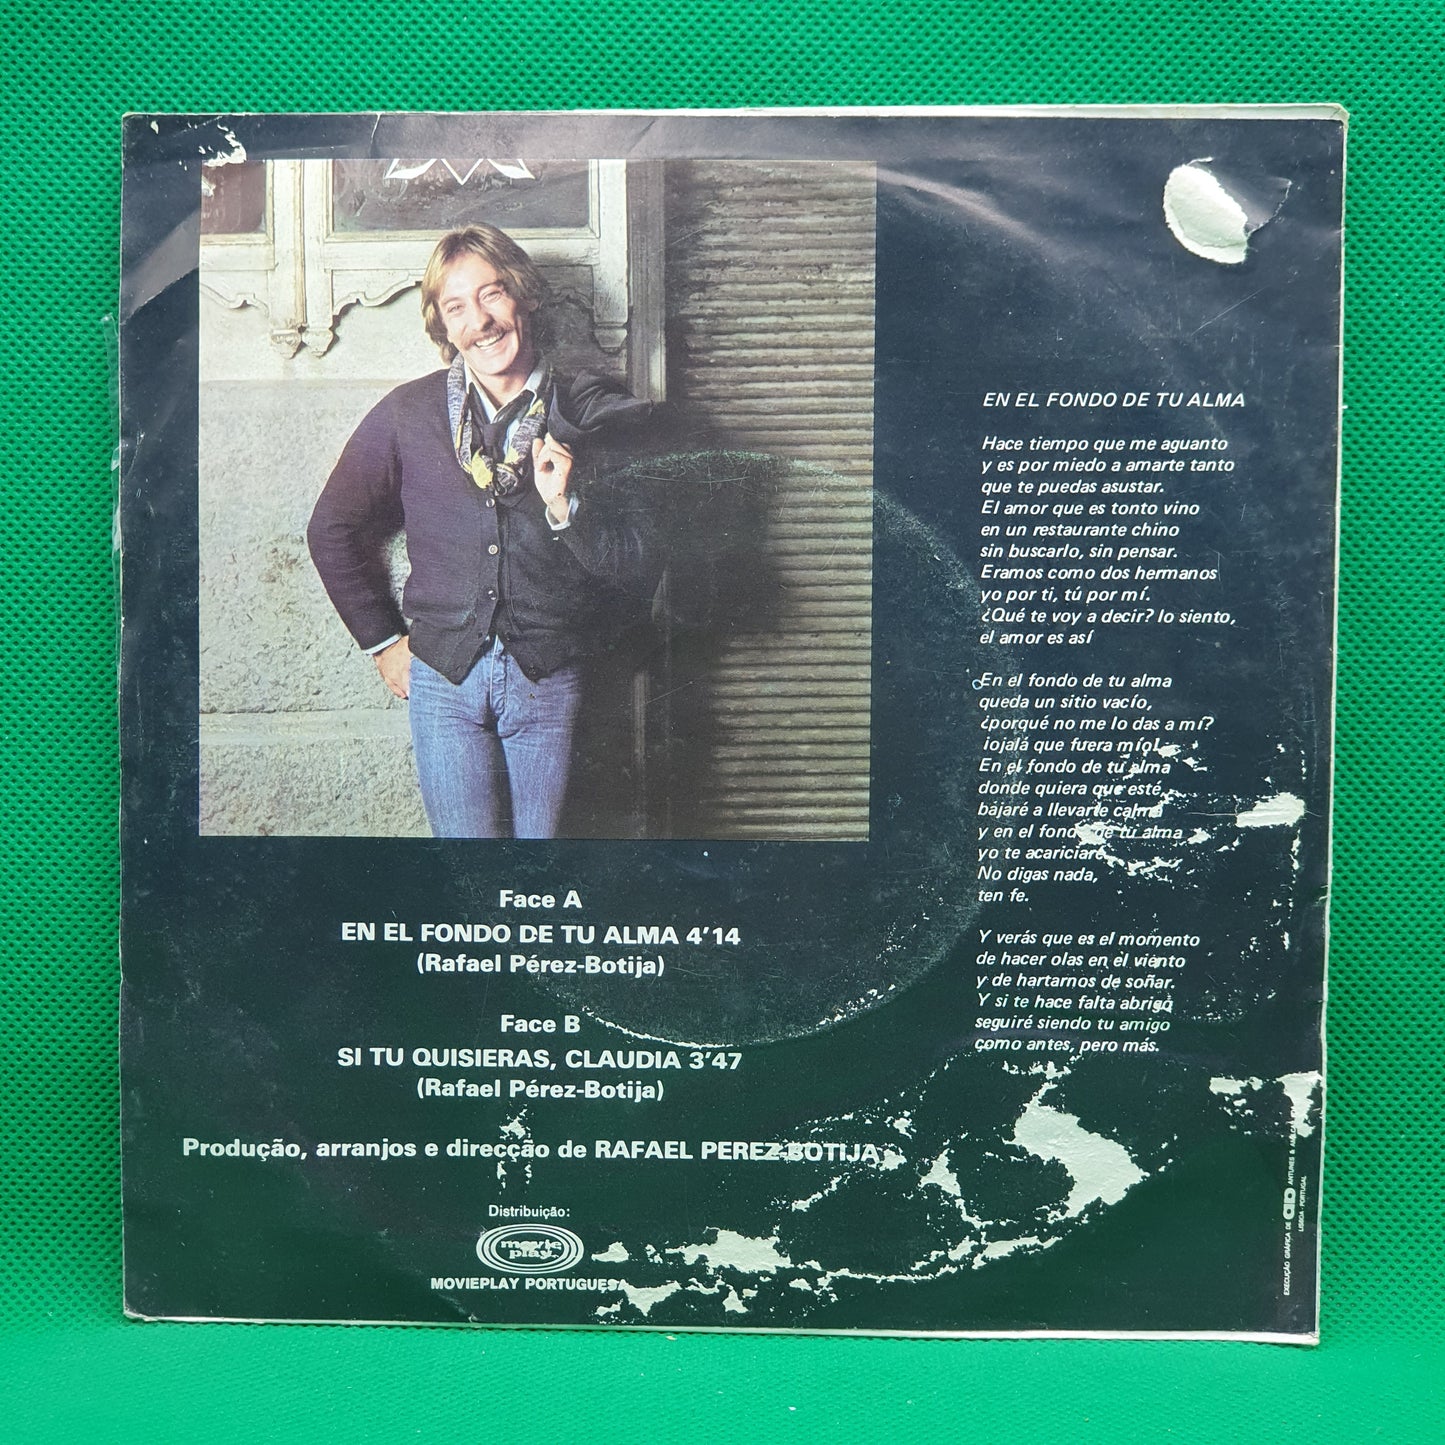 EN EL FONDO DE TU ALMA
Hace tiempo que me aguanto
y es por miedo a amarte tanto
que te puedas asustar.
El amor que es tonto vino
en un restaurante chino
sin buscarlo, sin pensar.
Eramos como dos hermanos
yo por ti, tú por mí.
¿Qué te voy a decir? lo siento,
el amor es así
En el fondo de tu alma
queda un sitio vacío,
¿porqué no me lo das a mí?
¡ojalá que fuera mío!
En el fondo de tu alma
donde quiera que esté,
bajaré a llevarte calma
y en el fondo de tu alma
yo te acariciaré.
No digas nada,
ten fe.
Y verás que es el momento
de hacer olas en el viento
y de hartarnos de soñar.
Y si te hace falta abrigo
seguiré siendo tu amigo
como antes, pero más.
Face A
EN EL FONDO DE TU ALMA 4'14
(Rafael Pérez-Botija)
Face B
SI TU QUISIERAS, CLAUDIA 3'47
(Rafael Pérez-Botija)
Produção, arranjos e direcção de RAFAEL PEREZ-BOTIJA
Distribuição:
movie
play
MOVIEPLAY PORTUGUESA
EXECUÇÃO GRÁFICA DE
ANTUNES &
LISBOA - PORTUGAL